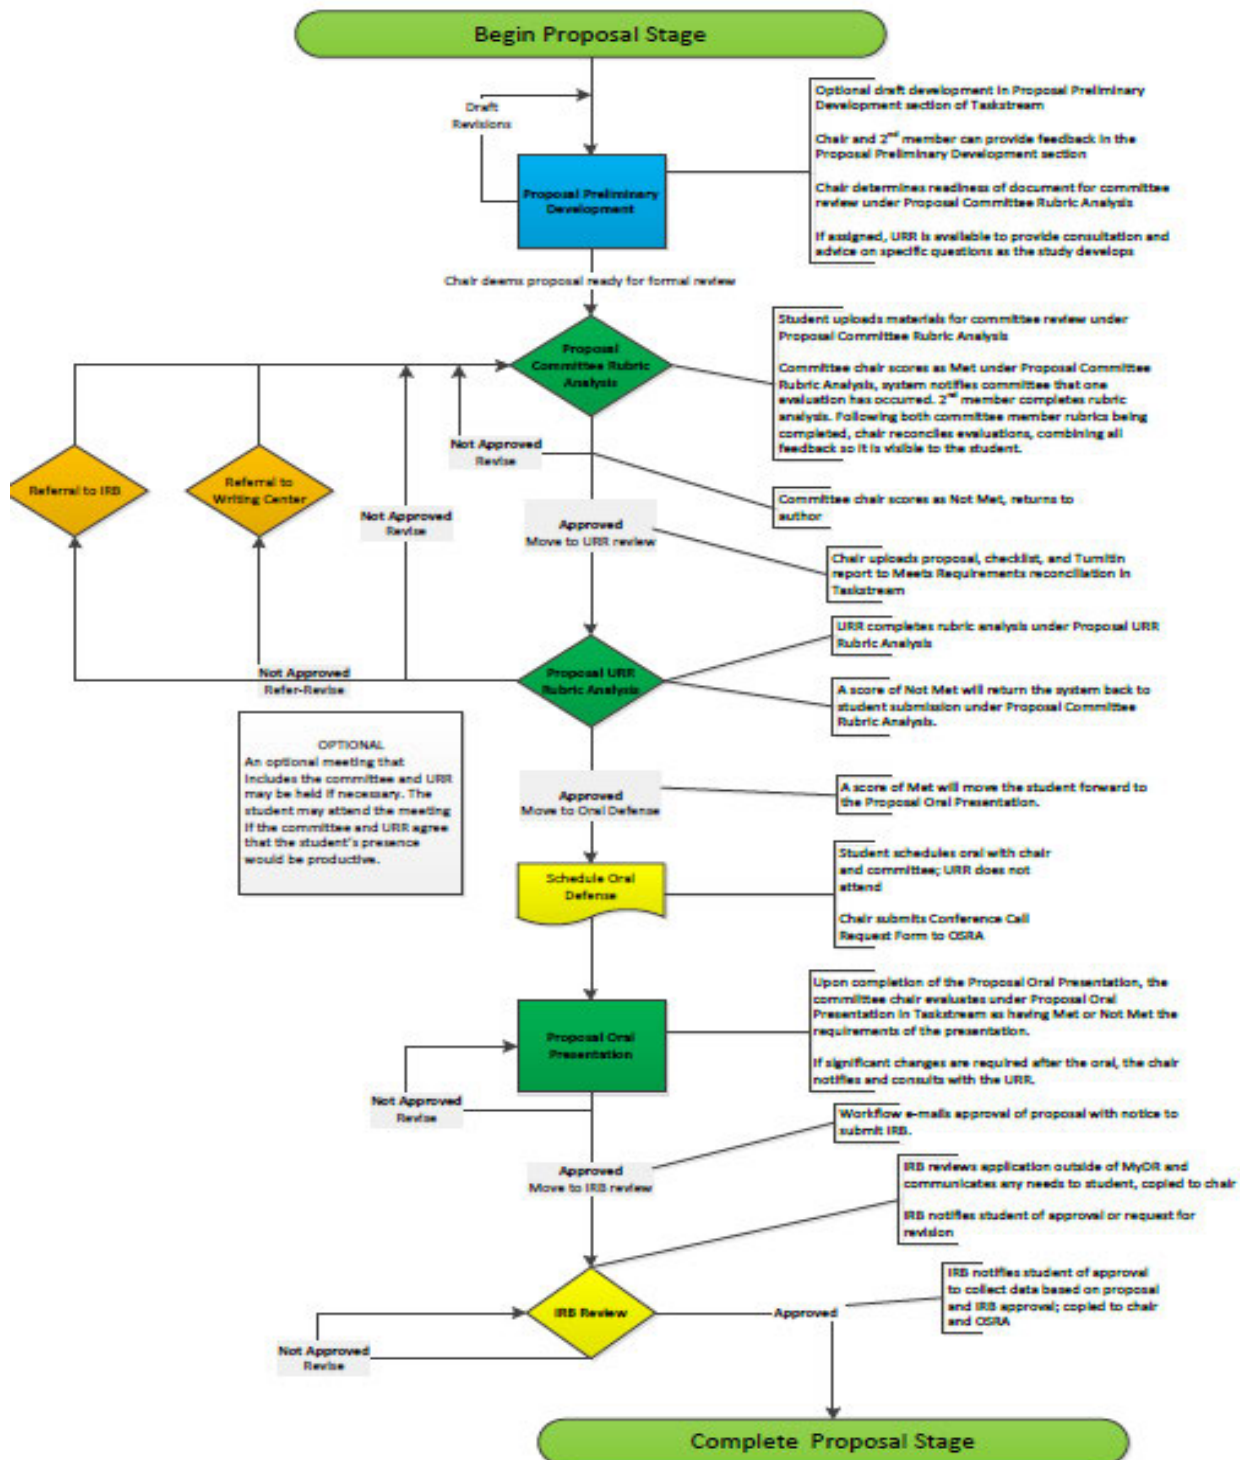 Begin Proposal Stage
Draft
Revisions
Optional draft development in Proposal Preliminary
Development section of Taskstream
Chair and 2nd member can provide feedback in the
Proposal Preliminary Development section
Chair determines readiness of document for committee
review under Proposal Committee Rubric Analysis
If assigned, URR is available to provide consultation and
advice on specific questions as the study develops
Proposal Preliminary
Development
Chair deems proposal ready for formal review
Student uploads materials for committee review under
Proposal Committee Rubric Analysis
Committee chair scores as Met under Proposal Committee
Rubric Analysis, system notifies committee that one
evaluation has occurred. 2nd member completes rubric
analysis. Following both committee member rubrics being
completed, chair reconciles evaluations, combining all
feedback so it is visible to the student.
Proposal
Committee Rubric
Analysis
Not Approved
Revise
Referral to IRB
Referral to
Writing Center
Not Approved
Revise
Committee chair scores as Not Met, returns to
author
Approved
Move to URR review
Chair uploads proposal, checklist, and Turnitin
report to Meets Requirements reconciliation in
Taskstream
URR completes rubric analysis under Proposal URR
Rubric Analysis
Not Approved
Refer-Revise
Proposal URR
Rubric Analysis
A score of Not Met will return the system back to
student submission under Proposal Committee
Rubric Analysis.
OPTIONAL
An optional meeting that
includes the committee and URR
may be held if necessary. The
student may attend the meeting
if the committee and URR agree
that the student's presence
would be productive.
Approved
Move to Oral Defense
A score of Met will move the student forward to
the Proposal Oral Presentation.
Schedule Oral
Defense
Student schedules oral with chair
and committee; URR does not
attend
Chair submits Conference Call
Request Form to OSRA
Upon completion of the Proposal Oral Presentation, the
committee chair evaluates under Proposal Oral
Presentation in Taskstream as having Met or Not Met the
requirements of the presentation.
If significant changes are required after the oral, the chair
notifies and consults with the URR.
Proposal Oral
Presentation
Not Approved
Revise
Workflow e-mails approval of proposal with notice to
submit IRB.
Approved
Move to IRB review
IRB reviews application outside of MyDR and
communicates any needs to student, copied to chair
IRB notifies student of approval or request for
revision
IRB notifies student of approval
to collect data based on proposal
and IRB approval; copied to chair
and OSRA
IRB Review
Approved
Not Approved
Revise
Complete Proposal Stage